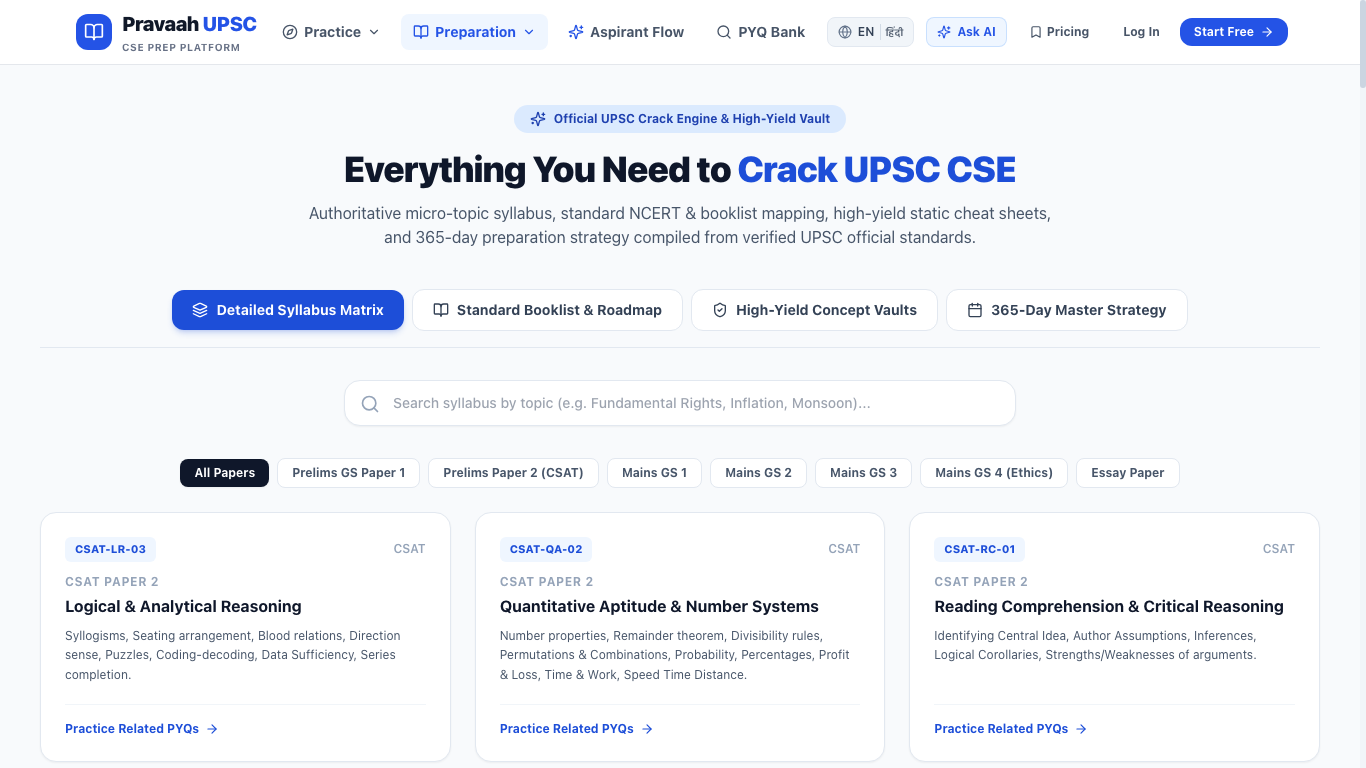 Pravaah UPSC
CSE PREP PLATFORM
Practice
Preparation
Aspirant Flow
PYQ Bank
EN
हिंदी
Ask AI
Pricing
Log In
Start Free
Official UPSC Crack Engine & High-Yield Vault
Everything You Need to Crack UPSC CSE
Authoritative micro-topic syllabus, standard NCERT & booklist mapping, high-yield static cheat sheets,
and 365-day preparation strategy compiled from verified UPSC official standards.
Detailed Syllabus Matrix
Standard Booklist & Roadmap
High-Yield Concept Vaults
365-Day Master Strategy
Search syllabus by topic (e.g. Fundamental Rights, Inflation, Monsoon)...
All Papers
Prelims GS Paper 1
Prelims Paper 2 (CSAT)
Mains GS 1
Mains GS 2
Mains GS 3
Mains GS 4 (Ethics)
Essay Paper
CSAT-LR-03
CSAT
CSAT PAPER 2
Logical & Analytical Reasoning
Syllogisms, Seating arrangement, Blood relations, Direction
sense, Puzzles, Coding-decoding, Data Sufficiency, Series
completion.
Practice Related PYQs
CSAT-QA-02
CSAT
CSAT PAPER 2
Quantitative Aptitude & Number Systems
Number properties, Remainder theorem, Divisibility rules,
Permutations & Combinations, Probability, Percentages, Profit
& Loss, Time & Work, Speed Time Distance.
Practice Related PYQs
CSAT-RC-01
CSAT
CSAT PAPER 2
Reading Comprehension & Critical Reasoning
Identifying Central Idea, Author Assumptions, Inferences,
Logical Corollaries, Strengths/Weaknesses of arguments.
Practice Related PYQs